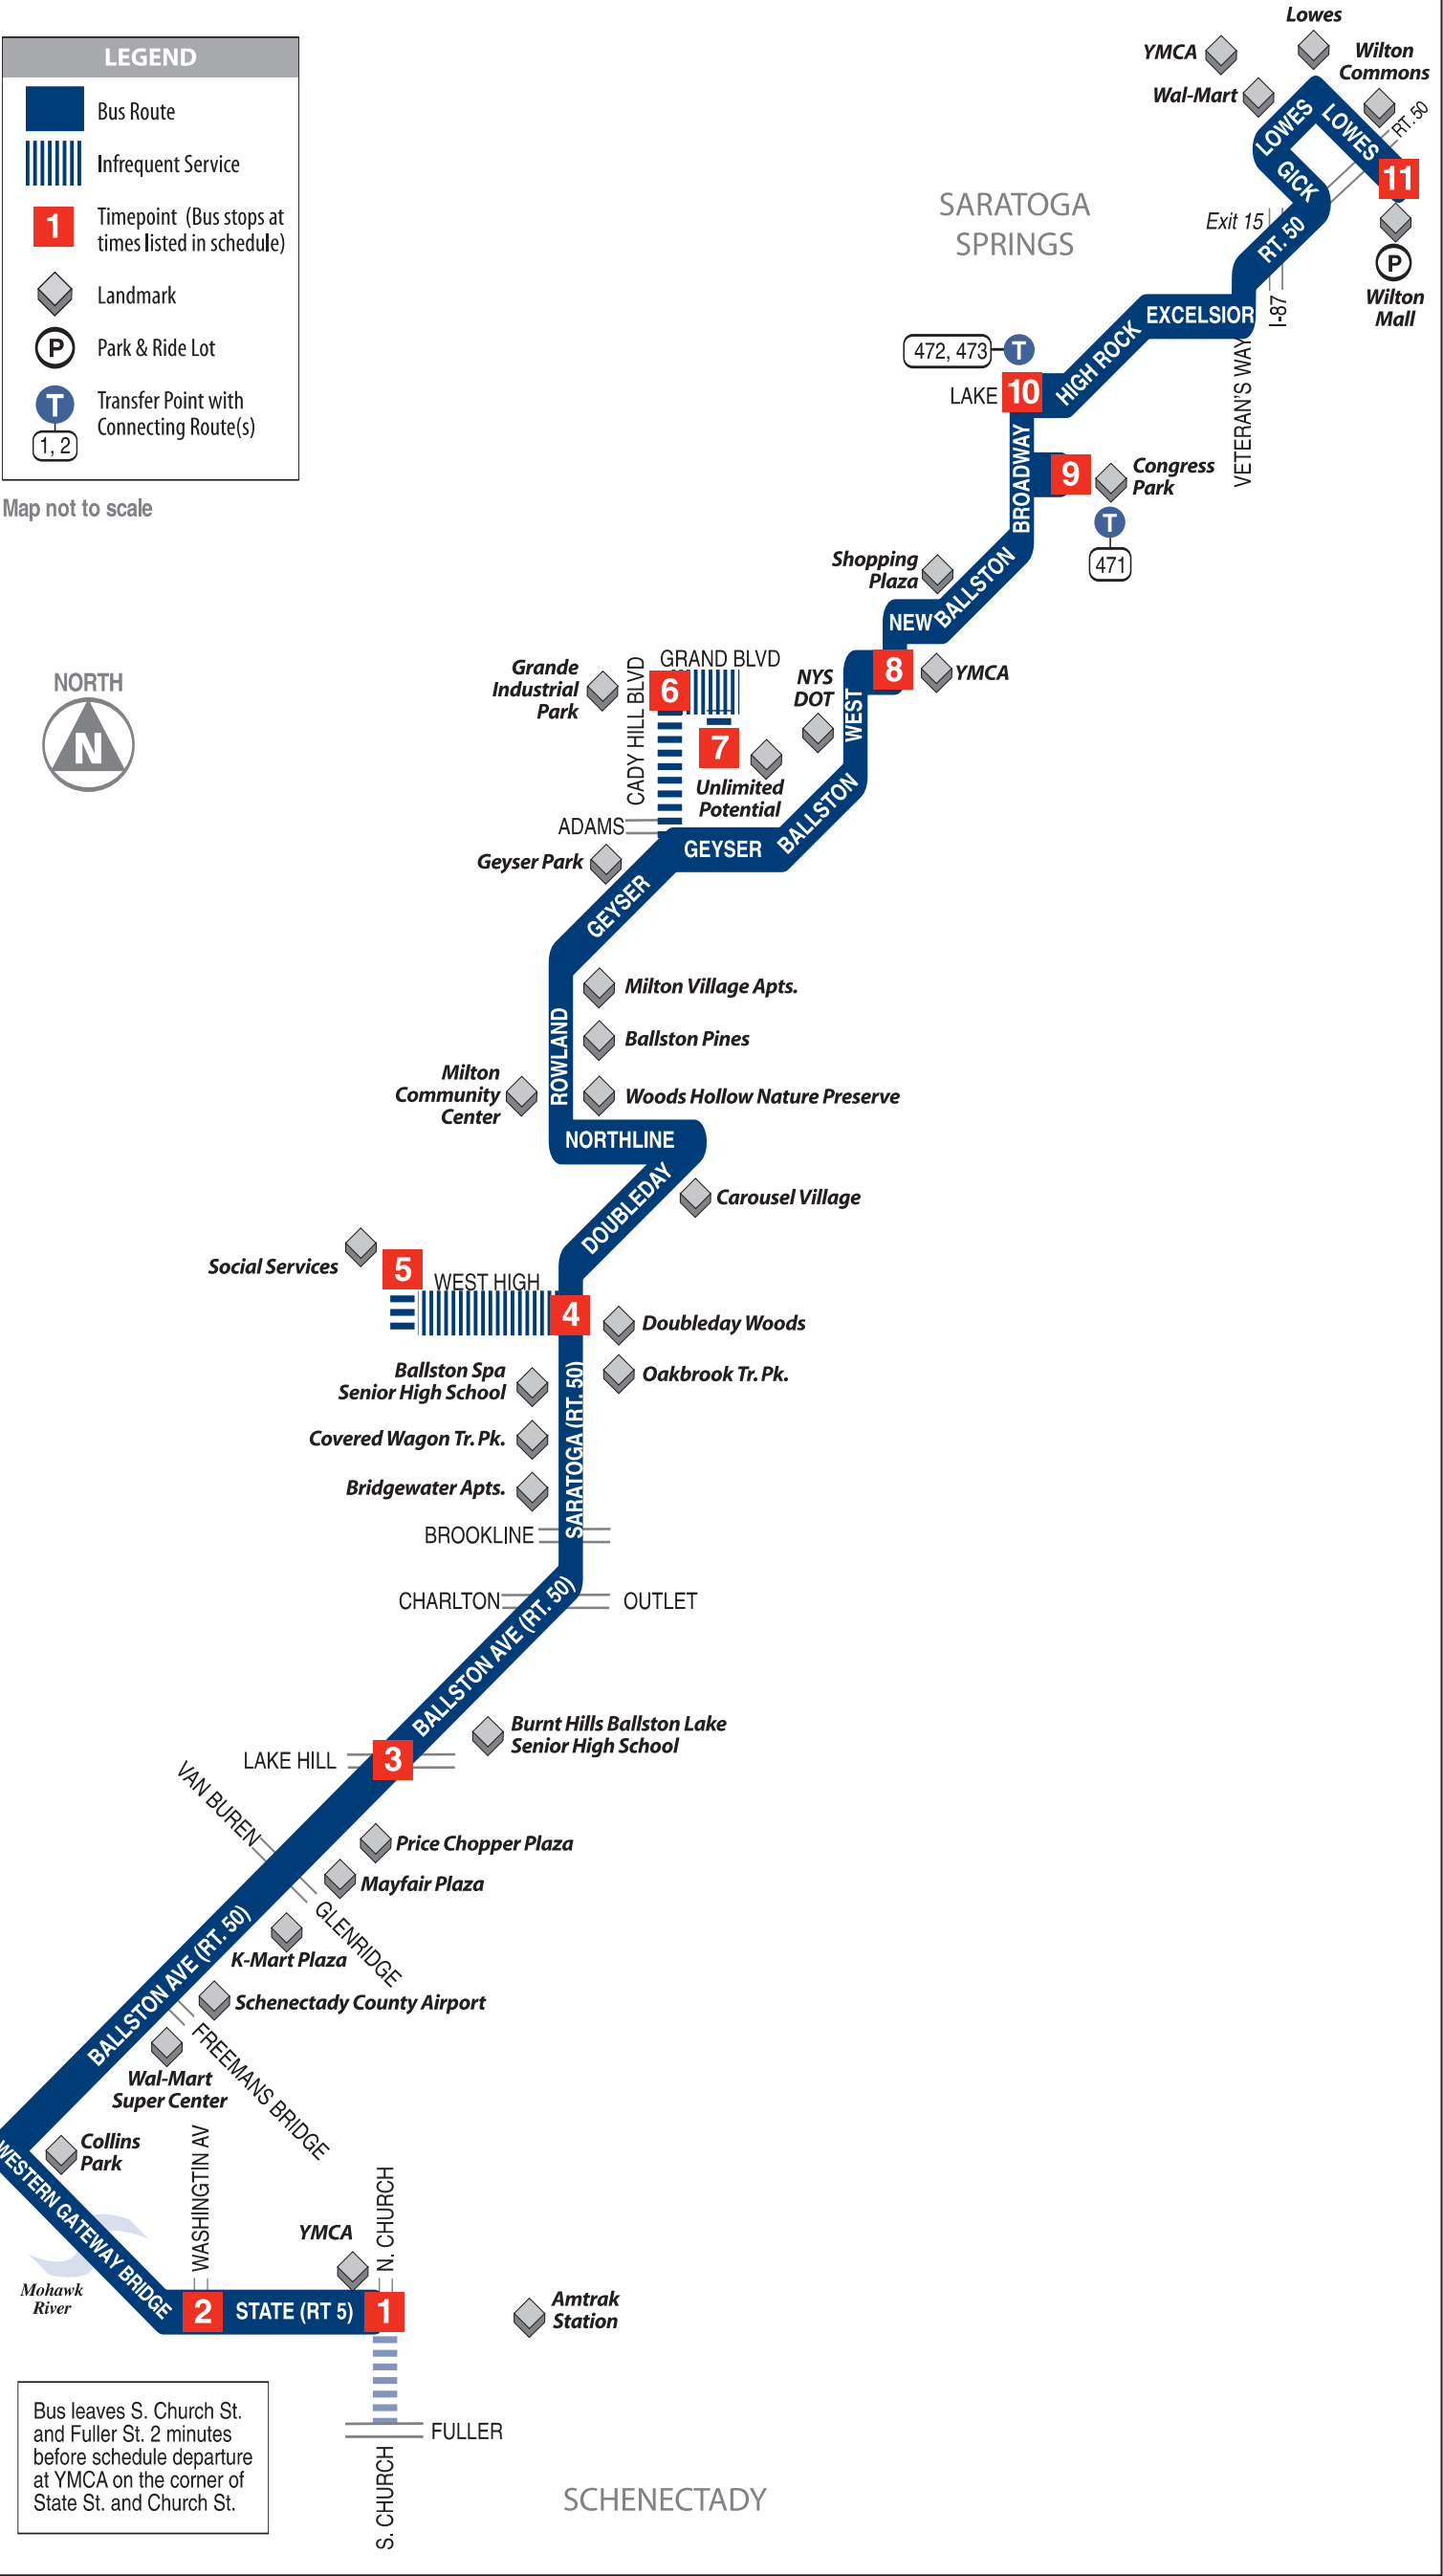 LEGEND
Bus Route
Infrequent Service
1
Timepoint (Bus stops at
times listed in schedule)
Landmark
P
Park & Ride Lot
T
Transfer Point with
Connecting Route(s)
1, 2
Map not to scale
NORTH
N
Lowes
YMCA
Wilton
Commons
Wal-Mart
LOWES
LOWES
RT. 50
GICK
11
SARATOGA
SPRINGS
Exit 15
RT. 50
P
Wilton
Mall
I-87
EXCELSIOR
VETERAN'S WAY
HIGH ROCK
472, 473
T
LAKE
10
BROADWAY
9
Congress
Park
T
471
Shopping
Plaza
BALLSTON
NEW
8
YMCA
WEST
NYS
DOT
GRAND BLVD
Grande
Industrial
Park
CADY HILL BLVD
6
7
Unlimited
Potential
BALLSTON
ADAMS
GEYSER
Geyser Park
GEYSER
Milton Village Apts.
Ballston Pines
ROWLAND
Milton
Community
Center
Woods Hollow Nature Preserve
NORTHLINE
DOUBLEDAY
Carousel Village
Social Services
5
WEST HIGH
4
Doubleday Woods
Oakbrook Tr. Pk.
Ballston Spa
Senior High School
Covered Wagon Tr. Pk.
Bridgewater Apts.
SARATOGA (RT. 50)
BROOKLINE
CHARLTON
OUTLET
BALLSTON AVE (RT. 50)
Burnt Hills Ballston Lake
Senior High School
LAKE HILL
3
VAN BUREN
Price Chopper Plaza
Mayfair Plaza
GLENRIDGE
K-Mart Plaza
BALLSTON AVE (RT. 50)
Schenectady County Airport
FREEMANS BRIDGE
Wal-Mart
Super Center
Collins
Park
WESTERN GATEWAY BRIDGE
WASHINGTIN AV
N. CHURCH
YMCA
Mohawk
River
2
STATE (RT 5)
1
Amtrak
Station
FULLER
S. CHURCH
Bus leaves S. Church St.
and Fuller St. 2 minutes
before schedule departure
at YMCA on the corner of
State St. and Church St.
SCHENECTADY